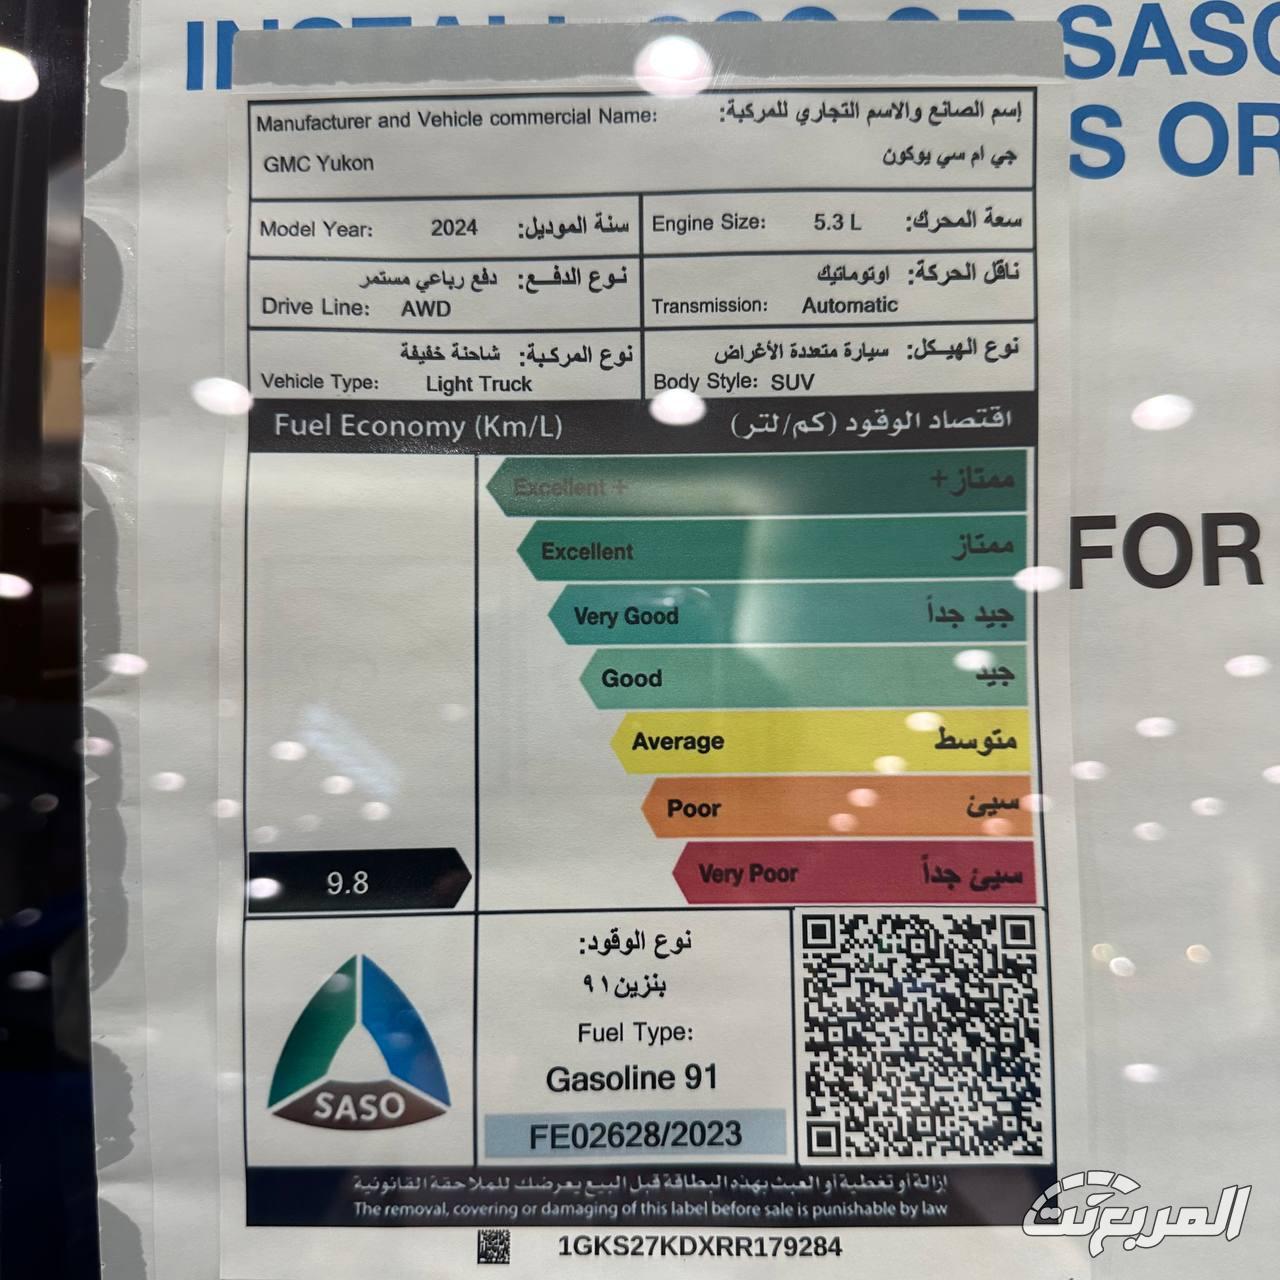 SASO
S OR
FOR
Manufacturer and Vehicle commercial Name: إسم الصانع والاسم التجاري للمركبة:
GMC Yukon جي ام سي يوكون
Model Year: 2024 سنة الموديل:
Engine Size: 5.3 L سعة المحرك:
نوع الدفع: دفع رباعي مستمر
Drive Line: AWD
ناقل الحركة: اوتوماتيك
Transmission: Automatic
نوع المركبة: شاحنة خفيفة
Vehicle Type: Light Truck
نوع الهيكل: سيارة متعددة الأغراض
Body Style: SUV
Fuel Economy (Km/L) اقتصاد الوقود (كم/لتر)
Excellent + ممتاز+
Excellent ممتاز
Very Good جيد جداً
Good جيد
Average متوسط
Poor سيئ
Very Poor سيئ جداً
9.8
SASO
نوع الوقود:
بنزين ٩١
Fuel Type:
Gasoline 91
FE02628/2023
إزالة أو تغطية أو العبث بهذه البطاقة قبل البيع يعرضك للملاحقة القانونية
The removal, covering or damaging of this label before sale is punishable by law
1GKS27KDXRR179284
المربع نت